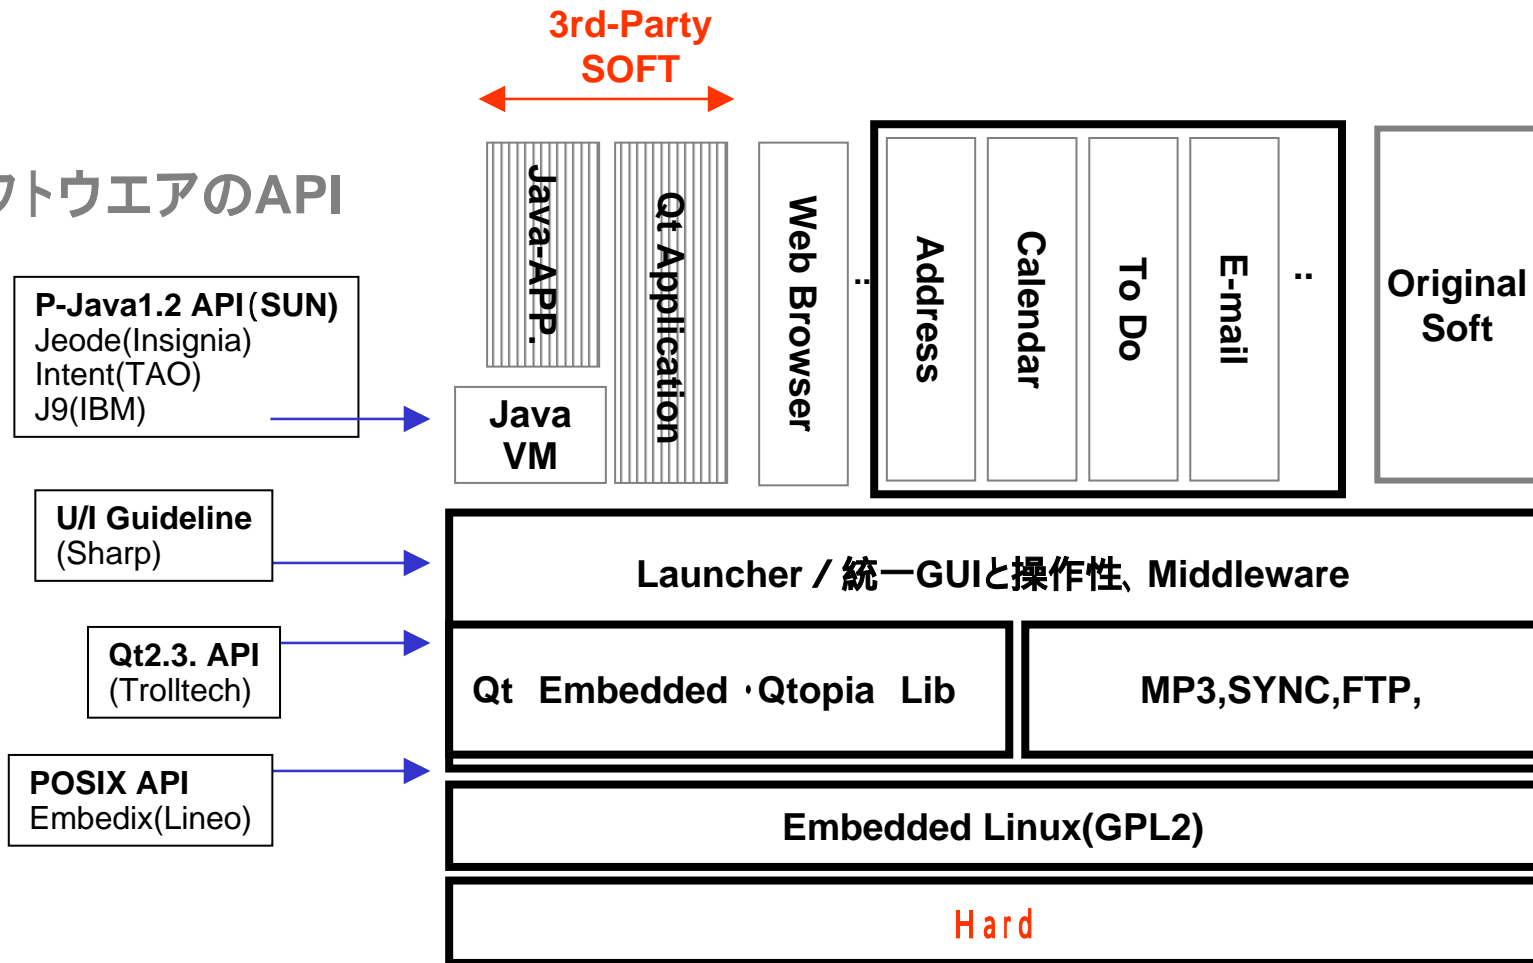 3rd-Party
SOFT
フトウエアのAPI
P-Java1.2 API(SUN)
Jeode(Insignia)
Intent(TAO)
J9(IBM)
U/I Guideline
(Sharp)
Qt2.3. API
(Trolltech)
POSIX API
Embedix(Lineo)
Java-APP.
Qt Application
Java
VM
Web Browser
..
Address
Calendar
To Do
E-mail
..
Original
Soft
Launcher / 統一GUIと操作性、Middleware
Qt Embedded ・Qtopia Lib
MP3,SYNC,FTP,
Embedded Linux(GPL2)
Hard